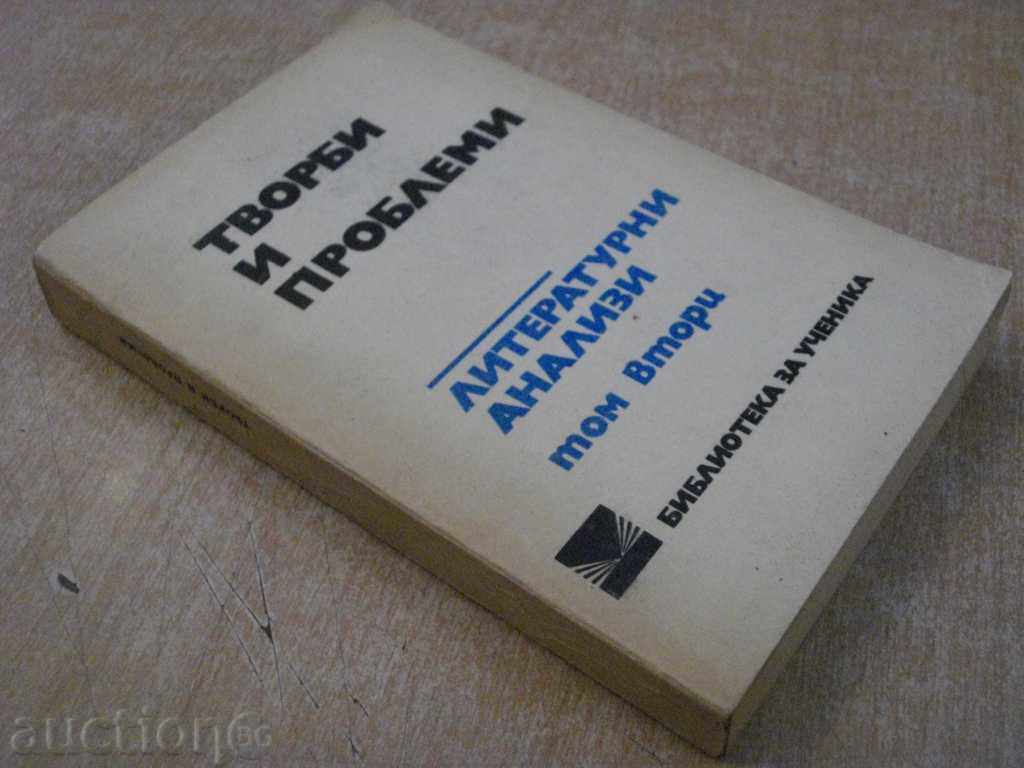 ТВОРБИ
И
ПРОБЛЕМИ
ЛИТЕРАТУРНИ
АНАЛИЗИ
том втори
БИБЛИОТЕКА ЗА УЧЕНИКА
auction BG